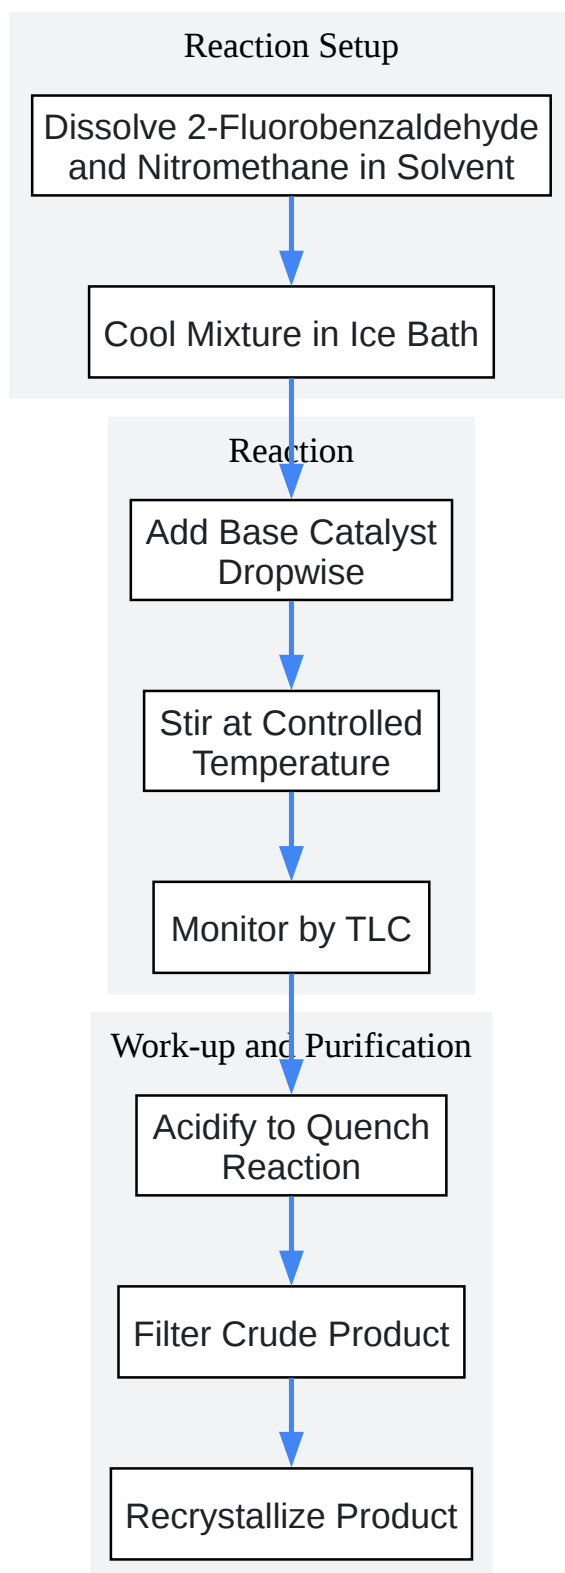 Reaction Setup
Dissolve 2-Fluorobenzaldehyde
and Nitromethane in Solvent
Cool Mixture in Ice Bath
Reaction
Add Base Catalyst
Dropwise
Stir at Controlled
Temperature
Monitor by TLC
Work-up and Purification
Acidify to Quench
Reaction
Filter Crude Product
Recrystallize Product